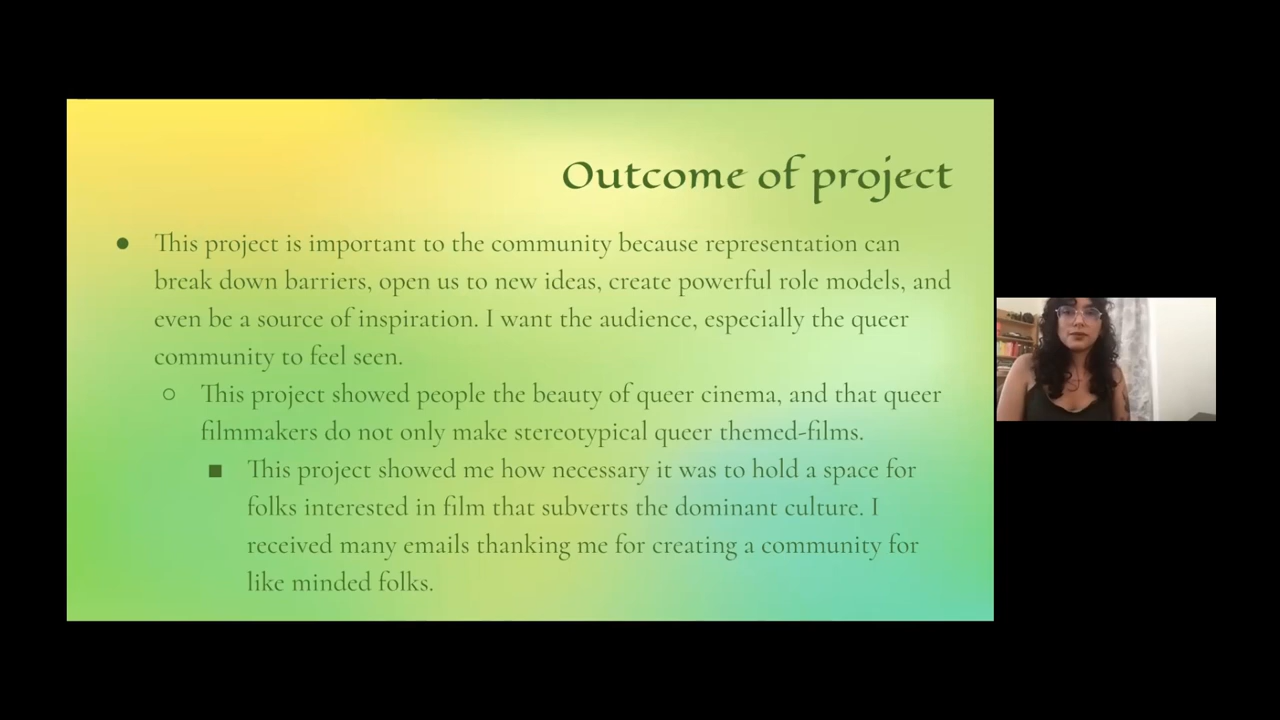 Outcome of project
● This project is important to the community because representation can
break down barriers, open us to new ideas, create powerful role models, and
even be a source of inspiration. I want the audience, especially the queer
community to feel seen.
○ This project showed people the beauty of queer cinema, and that queer
filmmakers do not only make stereotypical queer themed-films.
■ This project showed me how necessary it was to hold a space for
folks interested in film that subverts the dominant culture. I
received many emails thanking me for creating a community for
like minded folks.